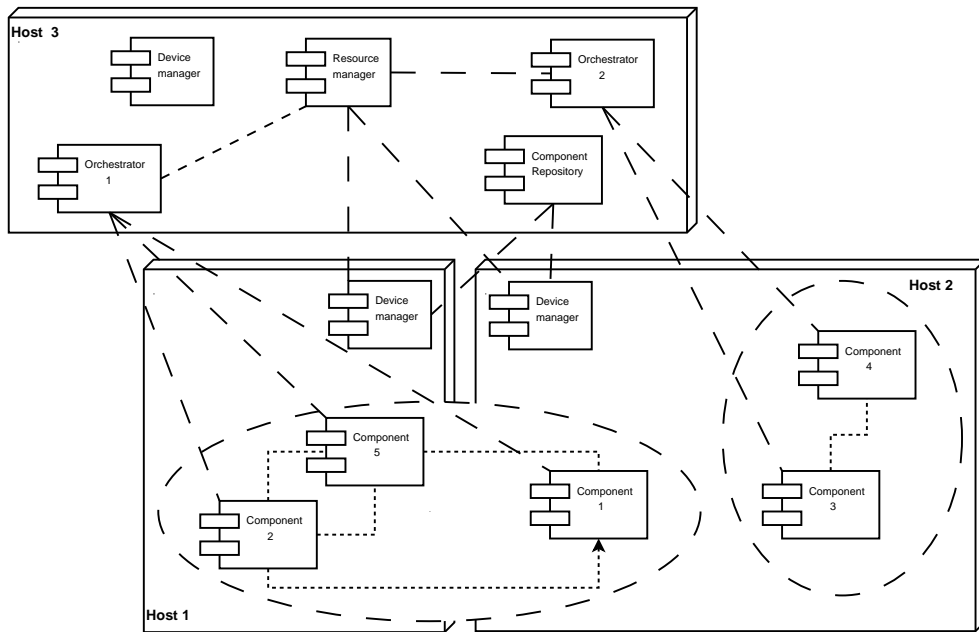 Host 3
Device
manager
Resource
manager
Orchestrator
2
Orchestrator
1
Component
Repository
Device
manager
Device
manager
Host 2
Component
4
Component
5
Component
1
Component
3
Component
2
Host 1